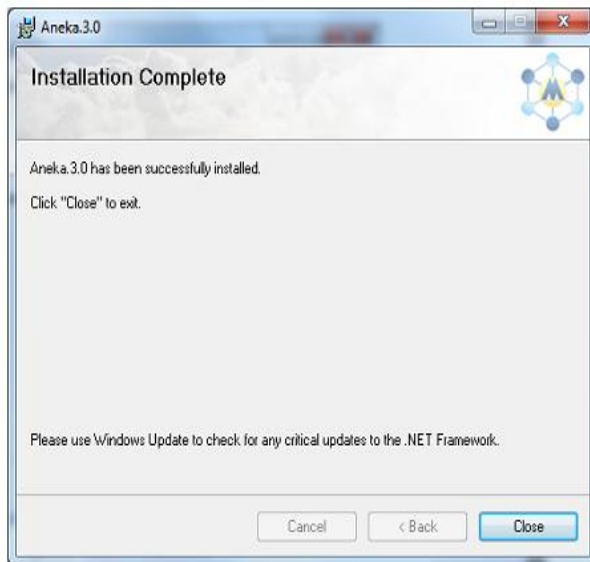 Aneka.3.0
Installation Complete
Aneka.3.0 has been successfully installed.
Click "Close" to exit.
Please use Windows Update to check for any critical updates to the .NET Framework.
Cancel
< Back
Close